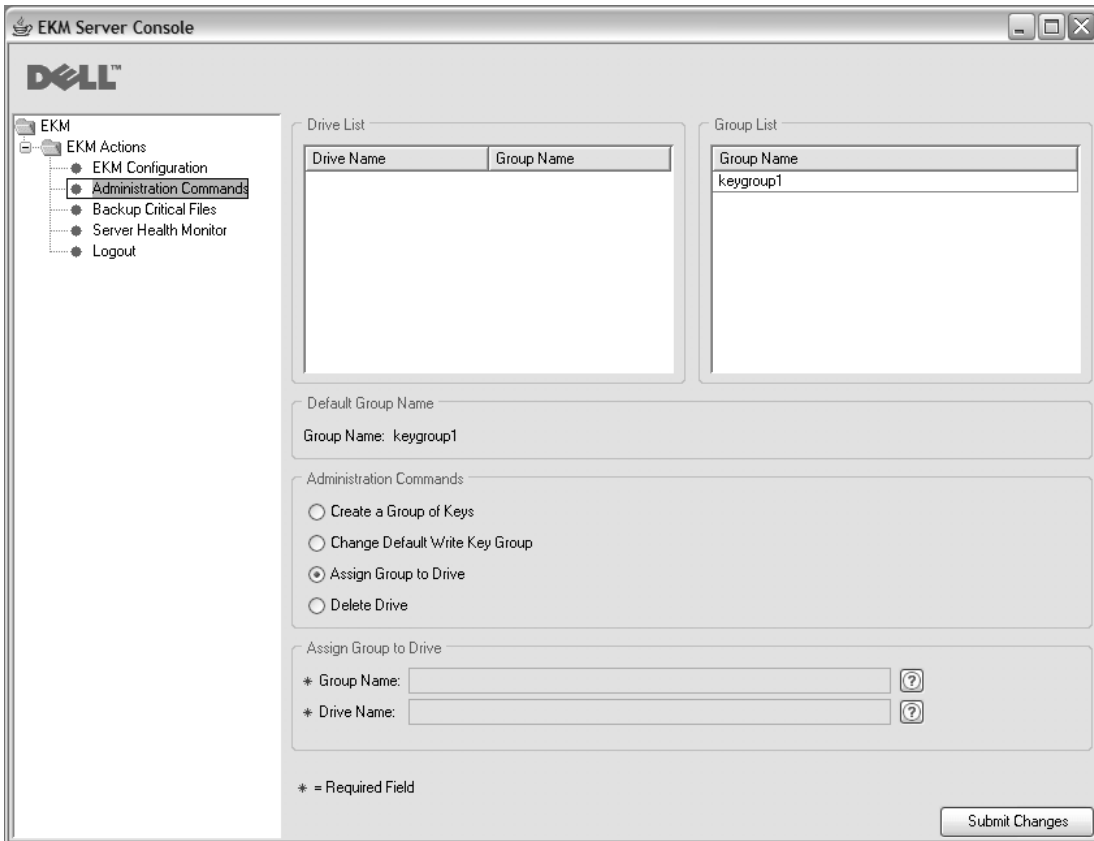 EKM Server Console
DELL™
EKM
EKM Actions
EKM Configuration
Administration Commands
Backup Critical Files
Server Health Monitor
Logout
Drive List
Drive Name Group Name
Group List
Group Name
keygroup1
Default Group Name
Group Name: keygroup1
Administration Commands
Create a Group of Keys
Change Default Write Key Group
Assign Group to Drive
Delete Drive
Assign Group to Drive
* Group Name: ?
* Drive Name: ?
* = Required Field
Submit Changes